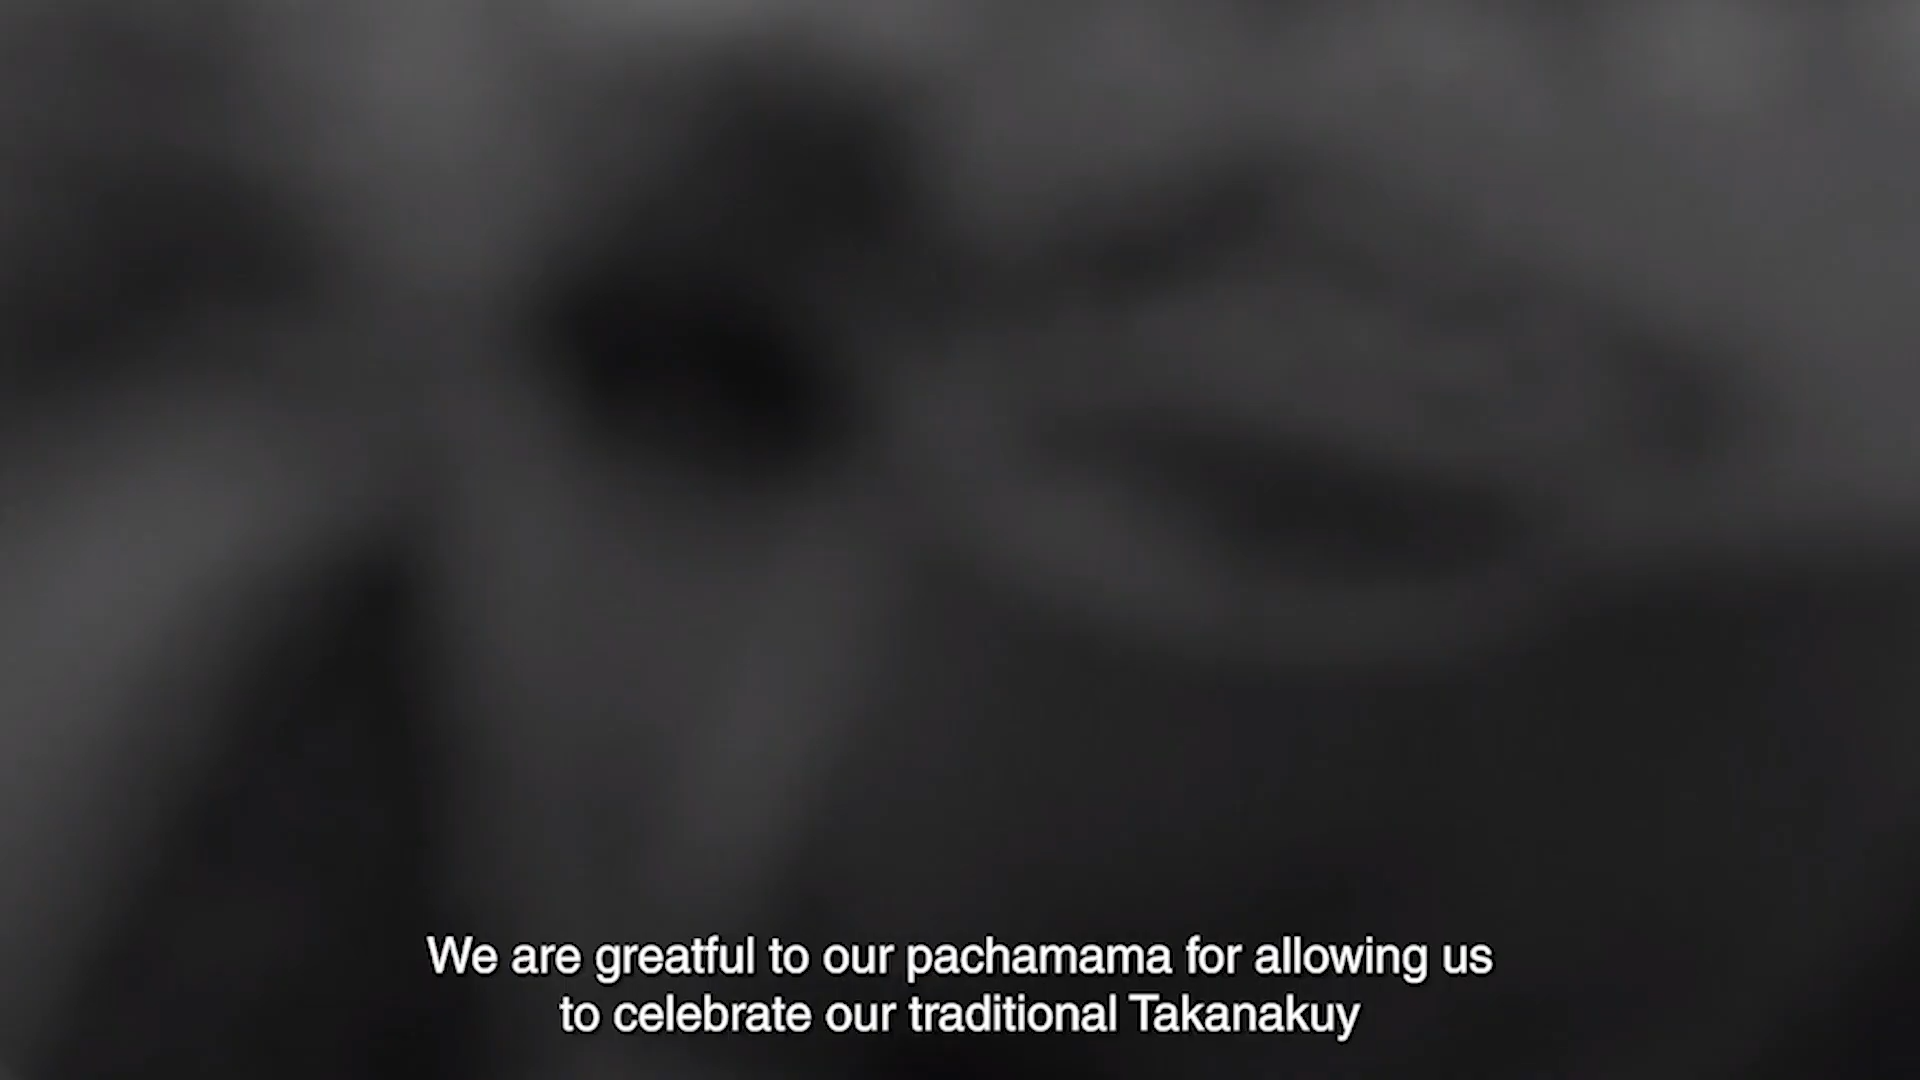 We are greatful to our pachamama for allowing us
to celebrate our traditional Takanakuy